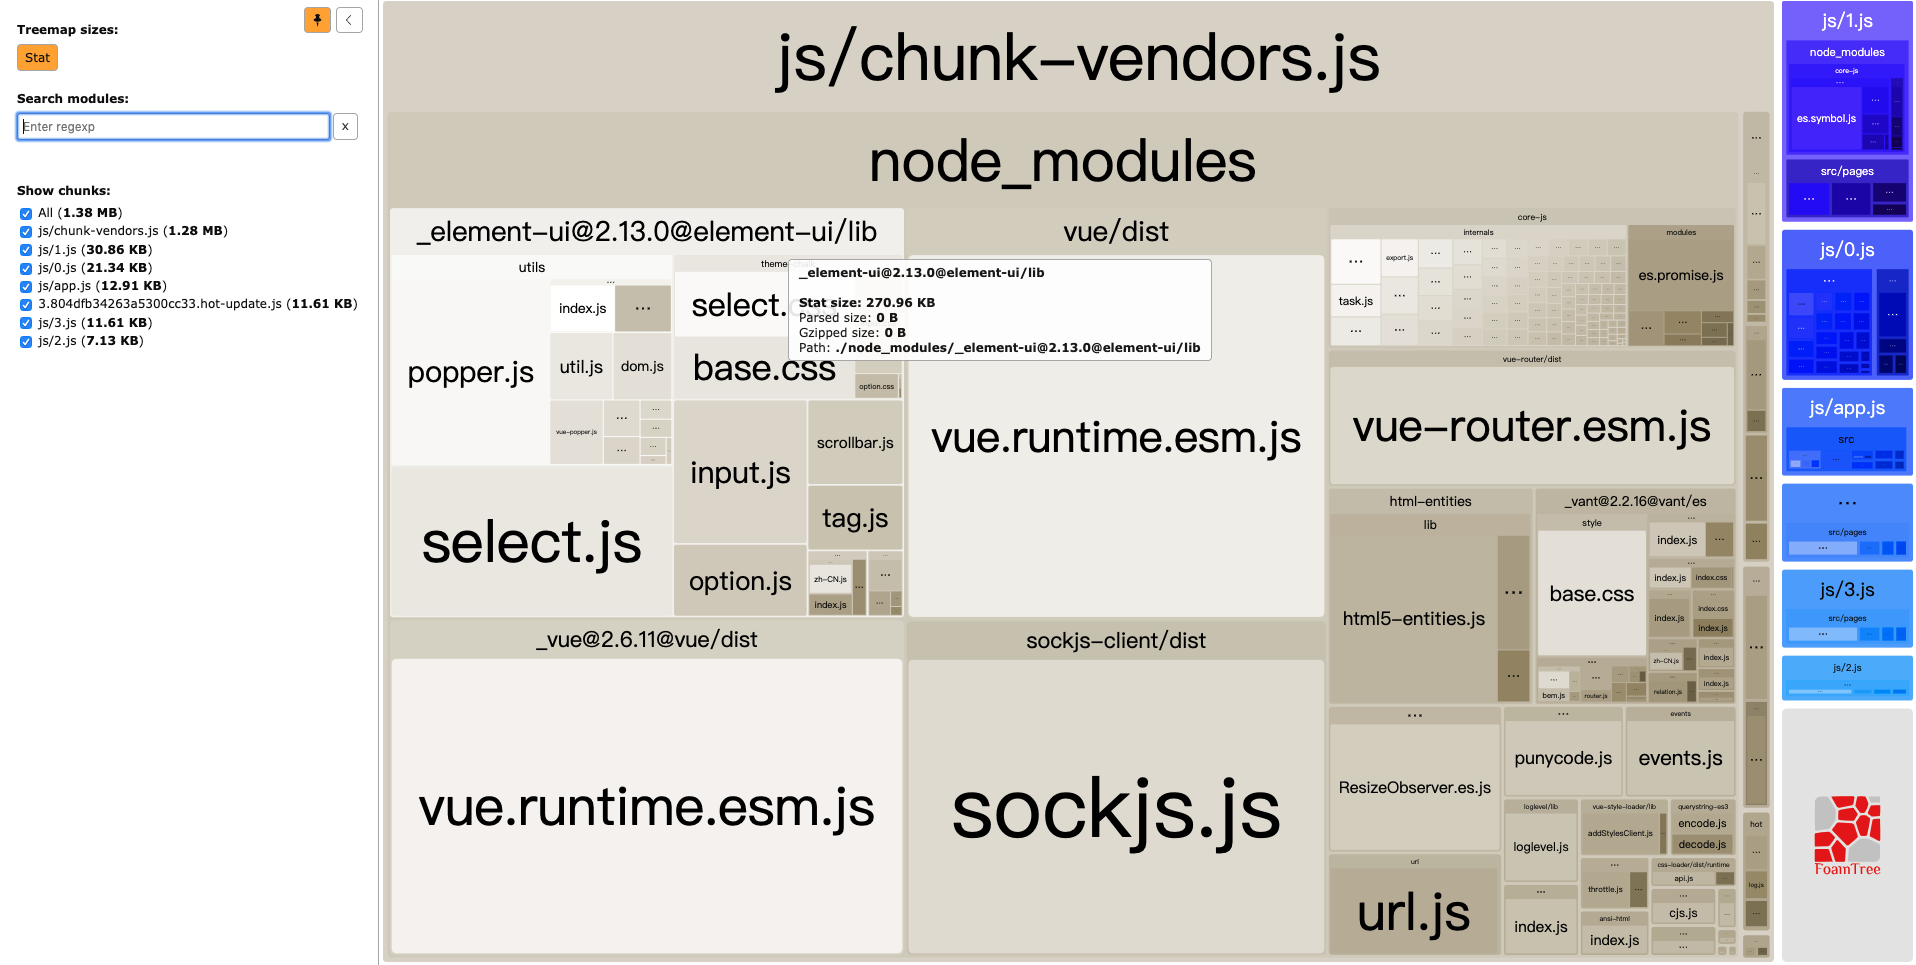 Treemap sizes:
Stat
Search modules:
Enter regexp
x
Show chunks:
All (1.38 MB)
js/chunk-vendors.js (1.28 MB)
js/1.js (30.86 KB)
js/0.js (21.34 KB)
js/app.js (12.91 KB)
3.804dfb34263a5300cc33.hot-update.js (11.61 KB)
js/3.js (11.61 KB)
js/2.js (7.13 KB)
js/chunk-vendors.js
node_modules
_element-ui@2.13.0@element-ui/lib
utils
...
index.js
...
popper.js
util.js
dom.js
vue-popper.js
select.js
base.css
option.css
input.js
scrollbar.js
tag.js
option.js
zh-CN.js
index.js
_element-ui@2.13.0@element-ui/lib
Stat size: 270.96 KB
Parsed size: 0 B
Gzipped size: 0 B
Path: ./node_modules/_element-ui@2.13.0@element-ui/lib
vue/dist
vue.runtime.esm.js
_vue@2.6.11@vue/dist
vue.runtime.esm.js
sockjs-client/dist
sockjs.js
core-js
internals
export.js
task.js
modules
es.promise.js
vue-router/dist
vue-router.esm.js
html-entities
lib
html5-entities.js
_vant@2.2.16@vant/es
style
base.css
index.js
index.js
index.css
index.js
index.css
index.js
zh-CN.js
index.js
bem.js
router.js
relation.js
index.js
ResizeObserver.es.js
punycode.js
events
events.js
loglevel/lib
loglevel.js
vue-style-loader/lib
addStylesClient.js
querystring-es3
encode.js
decode.js
css-loader/dist/runtime
api.js
url
url.js
throttle.js
cjs.js
index.js
ansi-html
index.js
hot
log.js
js/1.js
node_modules
core-js
es.symbol.js
src/pages
js/0.js
js/app.js
src
...
src/pages
js/3.js
src/pages
js/2.js
FoamTree